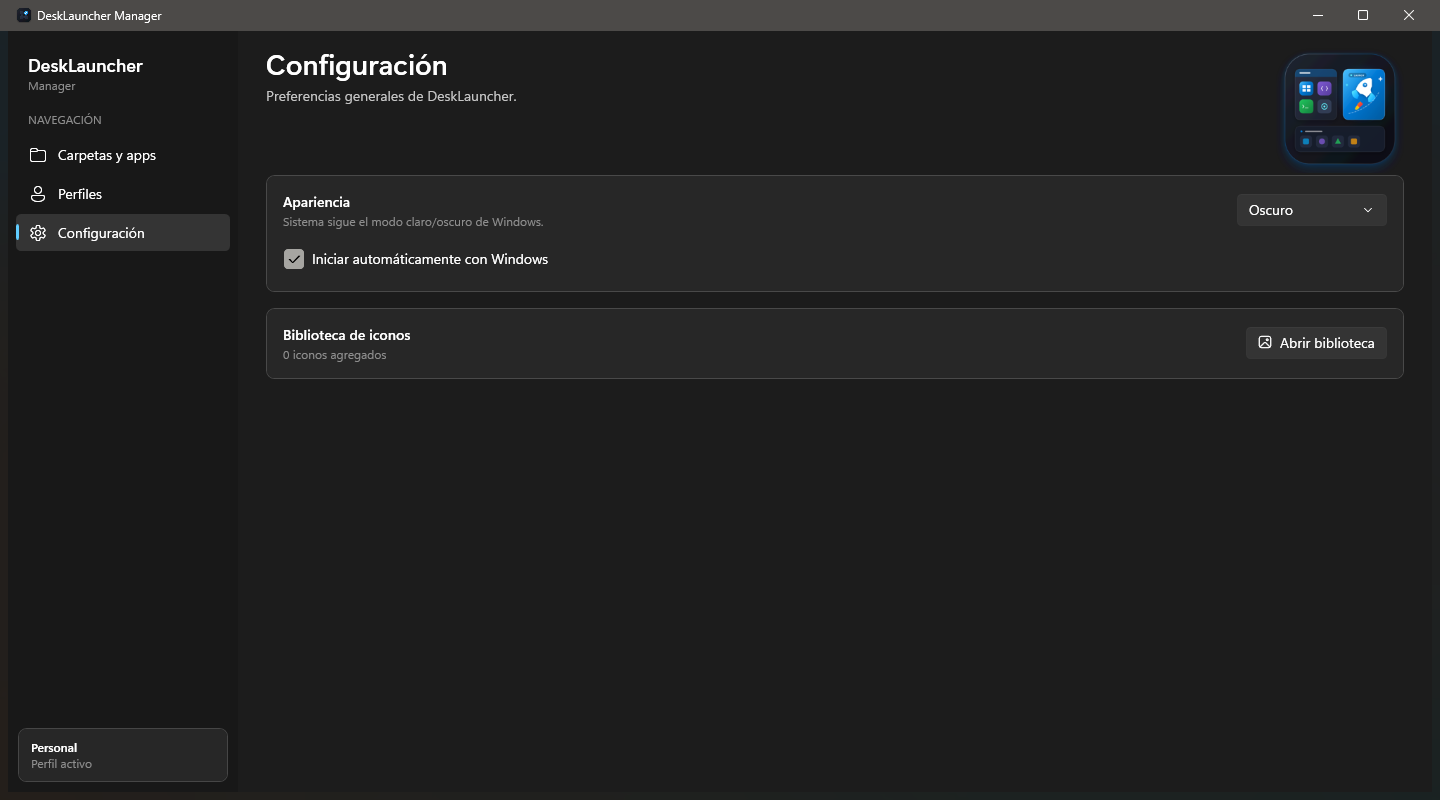 DeskLauncher Manager
DeskLauncher
Manager
NAVEGACIÓN
Carpetas y apps
Perfiles
Configuración
Personal
Perfil activo
Configuración
Preferencias generales de DeskLauncher.
Apariencia
Sistema sigue el modo claro/oscuro de Windows.
Oscuro
Iniciar automáticamente con Windows
Biblioteca de iconos
0 iconos agregados
Abrir biblioteca